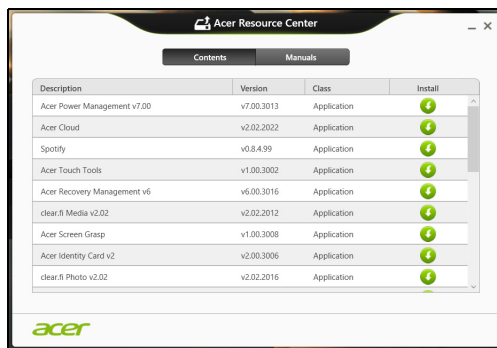 Acer Resource Center
Contents Manuals
Description Version Class Install
Acer Power Management v7.00 v7.00.3013 Application
Acer Cloud v2.02.2022 Application
Spotify v0.8.4.99 Application
Acer Touch Tools v1.00.3002 Application
Acer Recovery Management v6 v6.00.3016 Application
clear.fi Media v2.02 v2.02.2012 Application
Acer Screen Grasp v1.00.3008 Application
Acer Identity Card v2 v2.00.3006 Application
clear.fi Photo v2.02 v2.02.2016 Application
acer